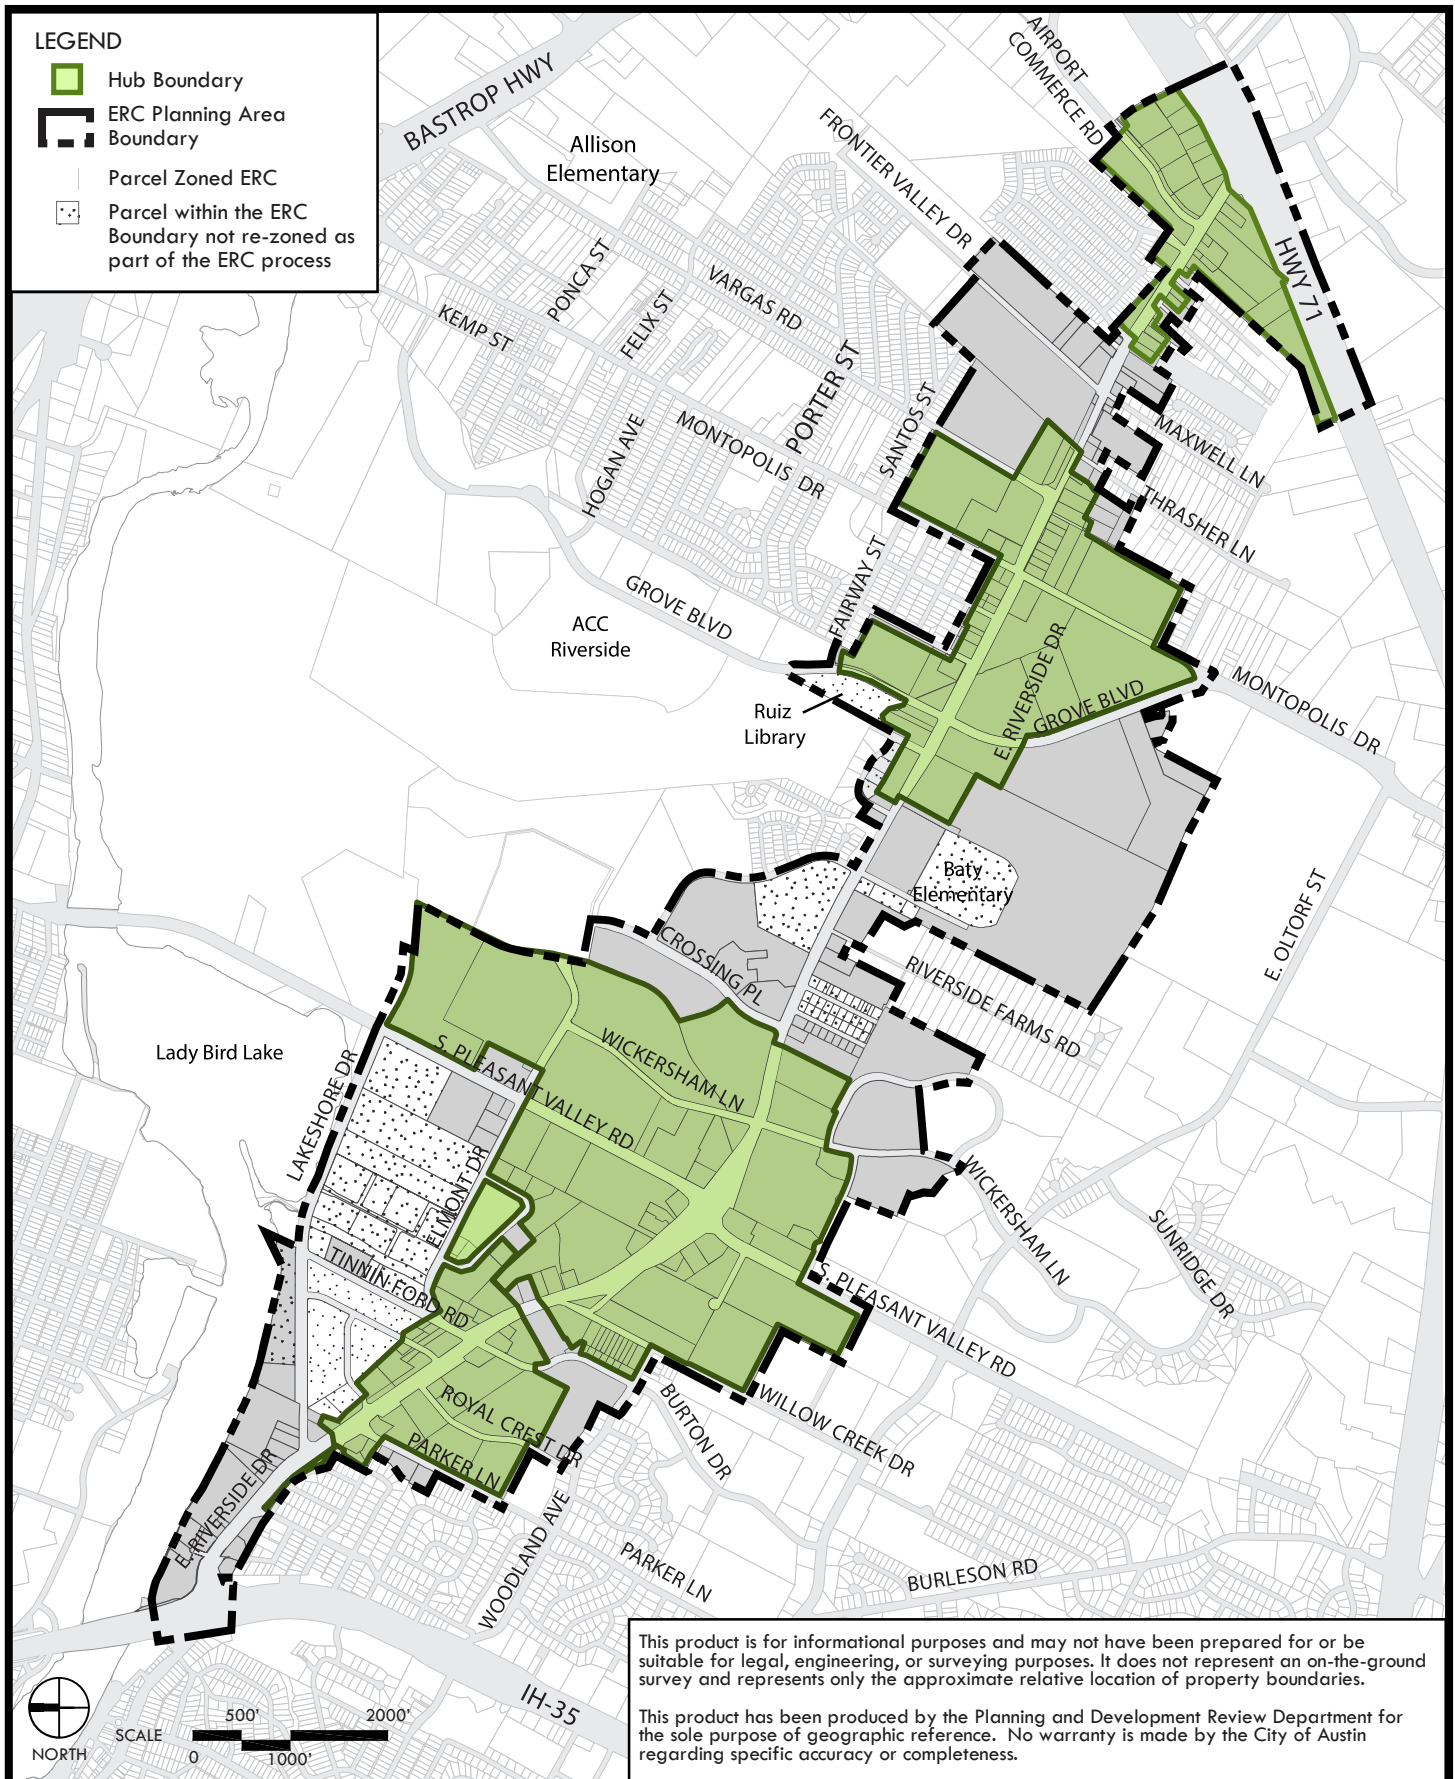 LEGEND
Hub Boundary
ERC Planning Area
Boundary
Parcel Zoned ERC
Parcel within the ERC
Boundary not re-zoned as
part of the ERC process
BASTROP HWY
AIRPORT
COMMERCE RD
Allison
Elementary
FRONTIER VALLEY DR
HWY 71
PONCA ST
VARGAS RD
FELIX ST
KEMP ST
PORTER ST
SANTOS ST
MONTOPOLIS DR
HOGAN AVE
MAXWELL LN
THRASHER LN
FAIRWAY ST
GROVE BLVD
ACC
Riverside
E. RIVERSIDE DR
GROVE BLVD
MONTOPOLIS DR
Ruiz
Library
Baty
Elementary
E. OLTORF ST
CROSSING PL
RIVERSIDE FARMS RD
Lady Bird Lake
LAKESHORE DR
S. PLEASANT VALLEY RD
WICKERSHAM LN
ELMONT DR
WICKERSHAM LN
SUNRIDGE DR
TINNIN FORD RD
S. PLEASANT VALLEY RD
ROYAL CREST DR
PARKER LN
BURTON DR
WILLOW CREEK DR
E. RIVERSIDE DR
WOODLAND AVE
PARKER LN
BURLESON RD
IH-35
NORTH
SCALE
500'
2000'
0
1000'
This product is for informational purposes and may not have been prepared for or be
suitable for legal, engineering, or surveying purposes. It does not represent an on-the-ground
survey and represents only the approximate relative location of property boundaries.
This product has been produced by the Planning and Development Review Department for
the sole purpose of geographic reference.  No warranty is made by the City of Austin
regarding specific accuracy or completeness.